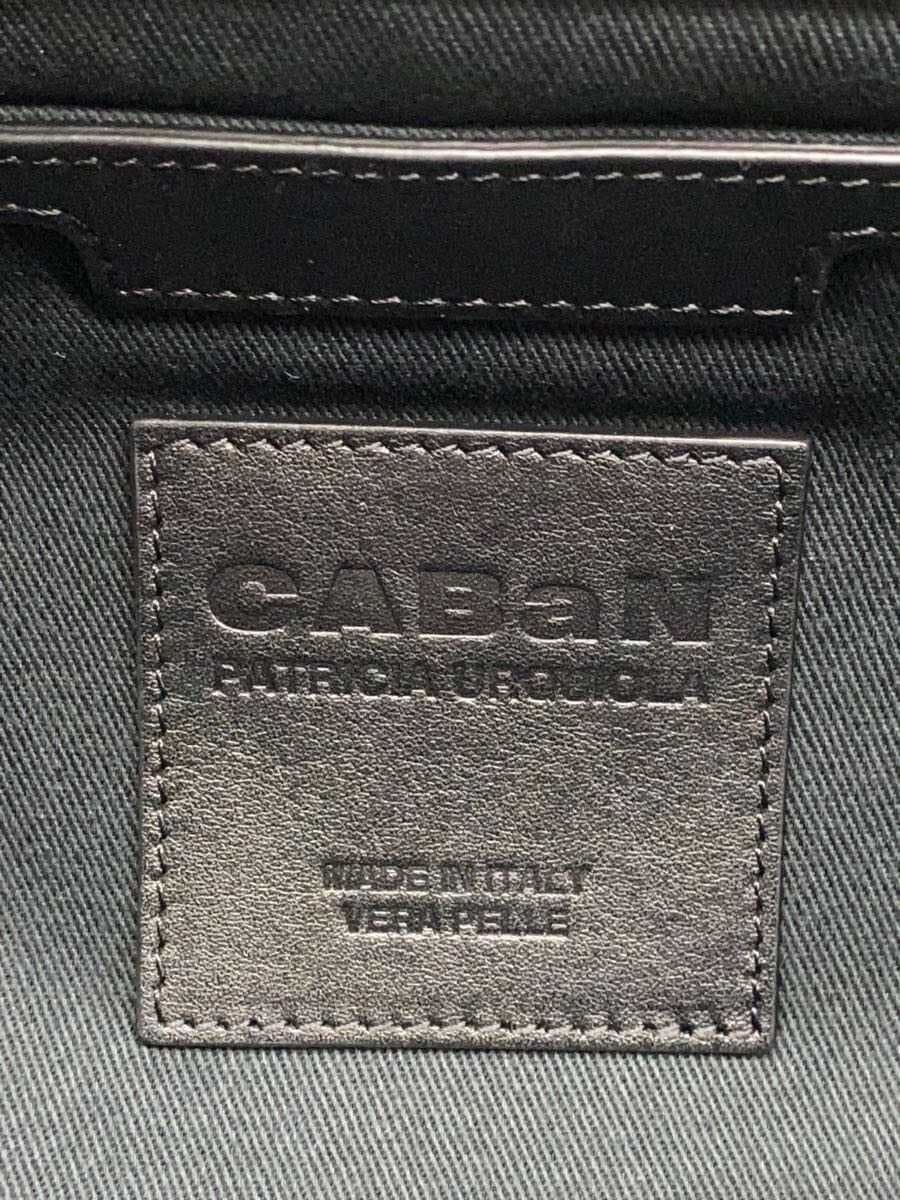 CABaN
PATRICIA URQUIOLA
MADE IN ITALY
VERA PELLE